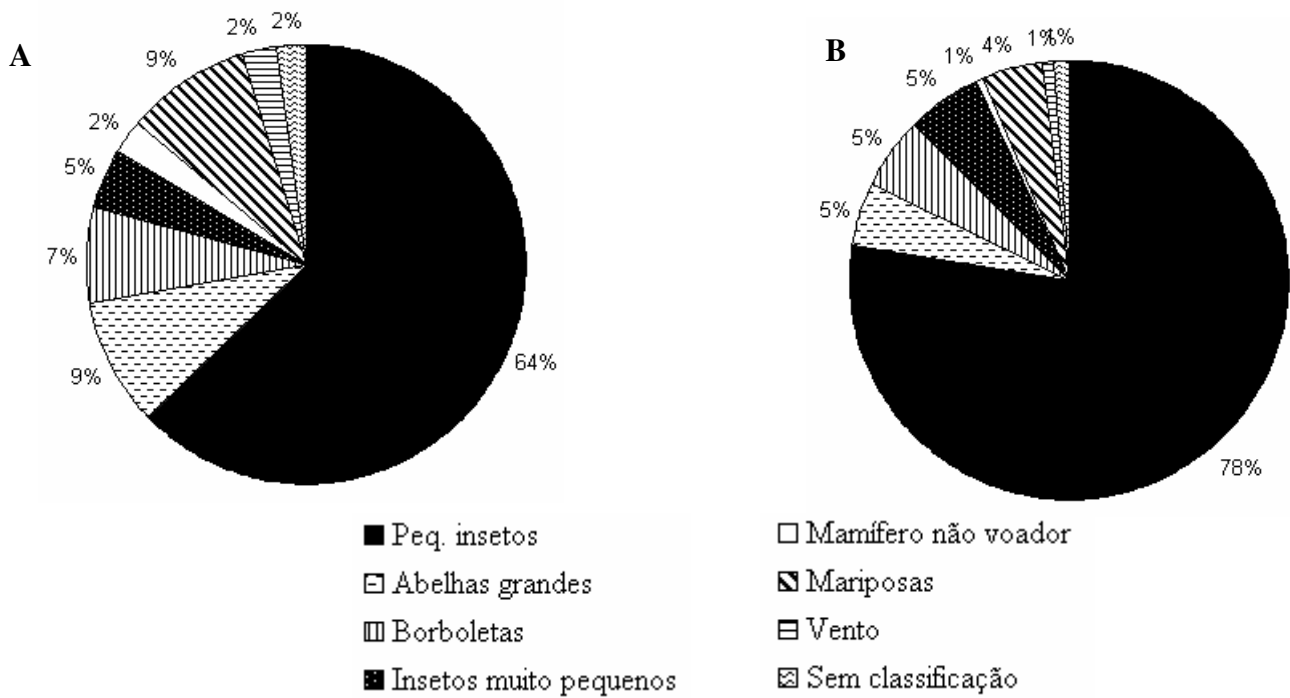 A
2%
2%
9%
2%
5%
7%
9%
64%
B
1%
4%
1%
1%
5%
5%
5%
78%
Peq. insetos
Abelhas grandes
Borboletas
Insetos muito pequenos
Mamífero não voador
Mariposas
Vento
Sem classificação